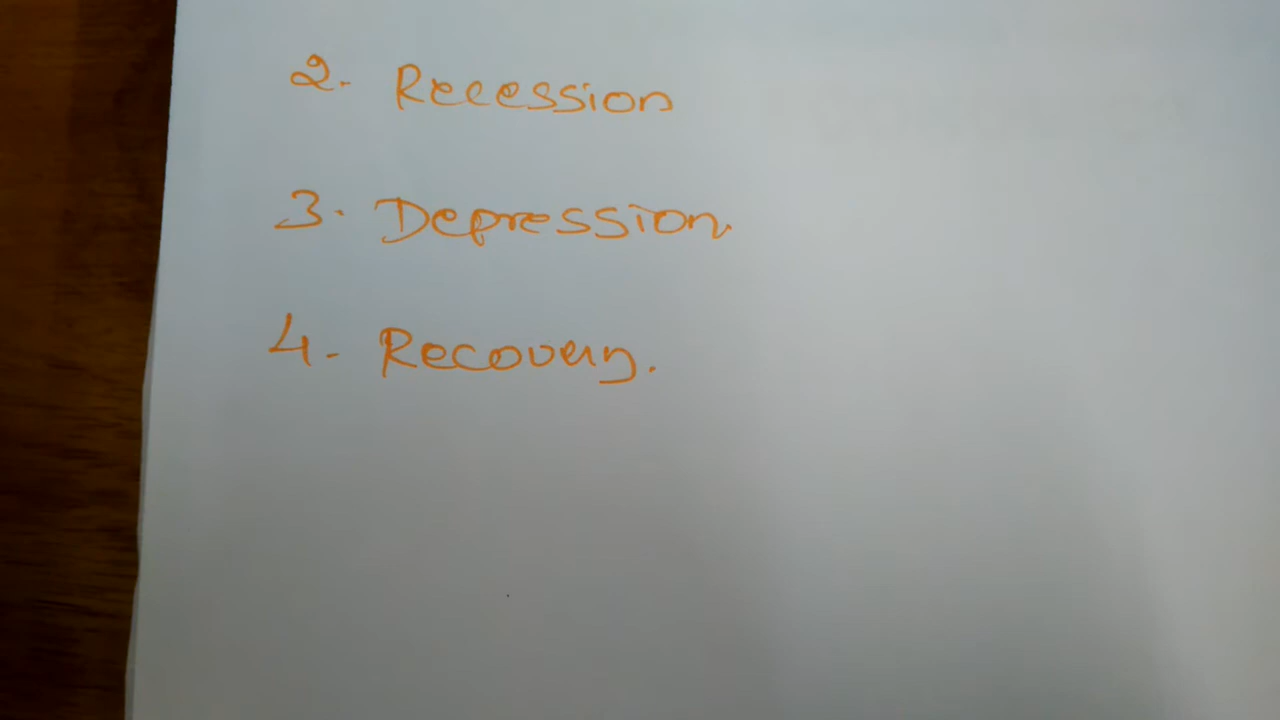 2. Recession
3. Depression.
4. Recovery.